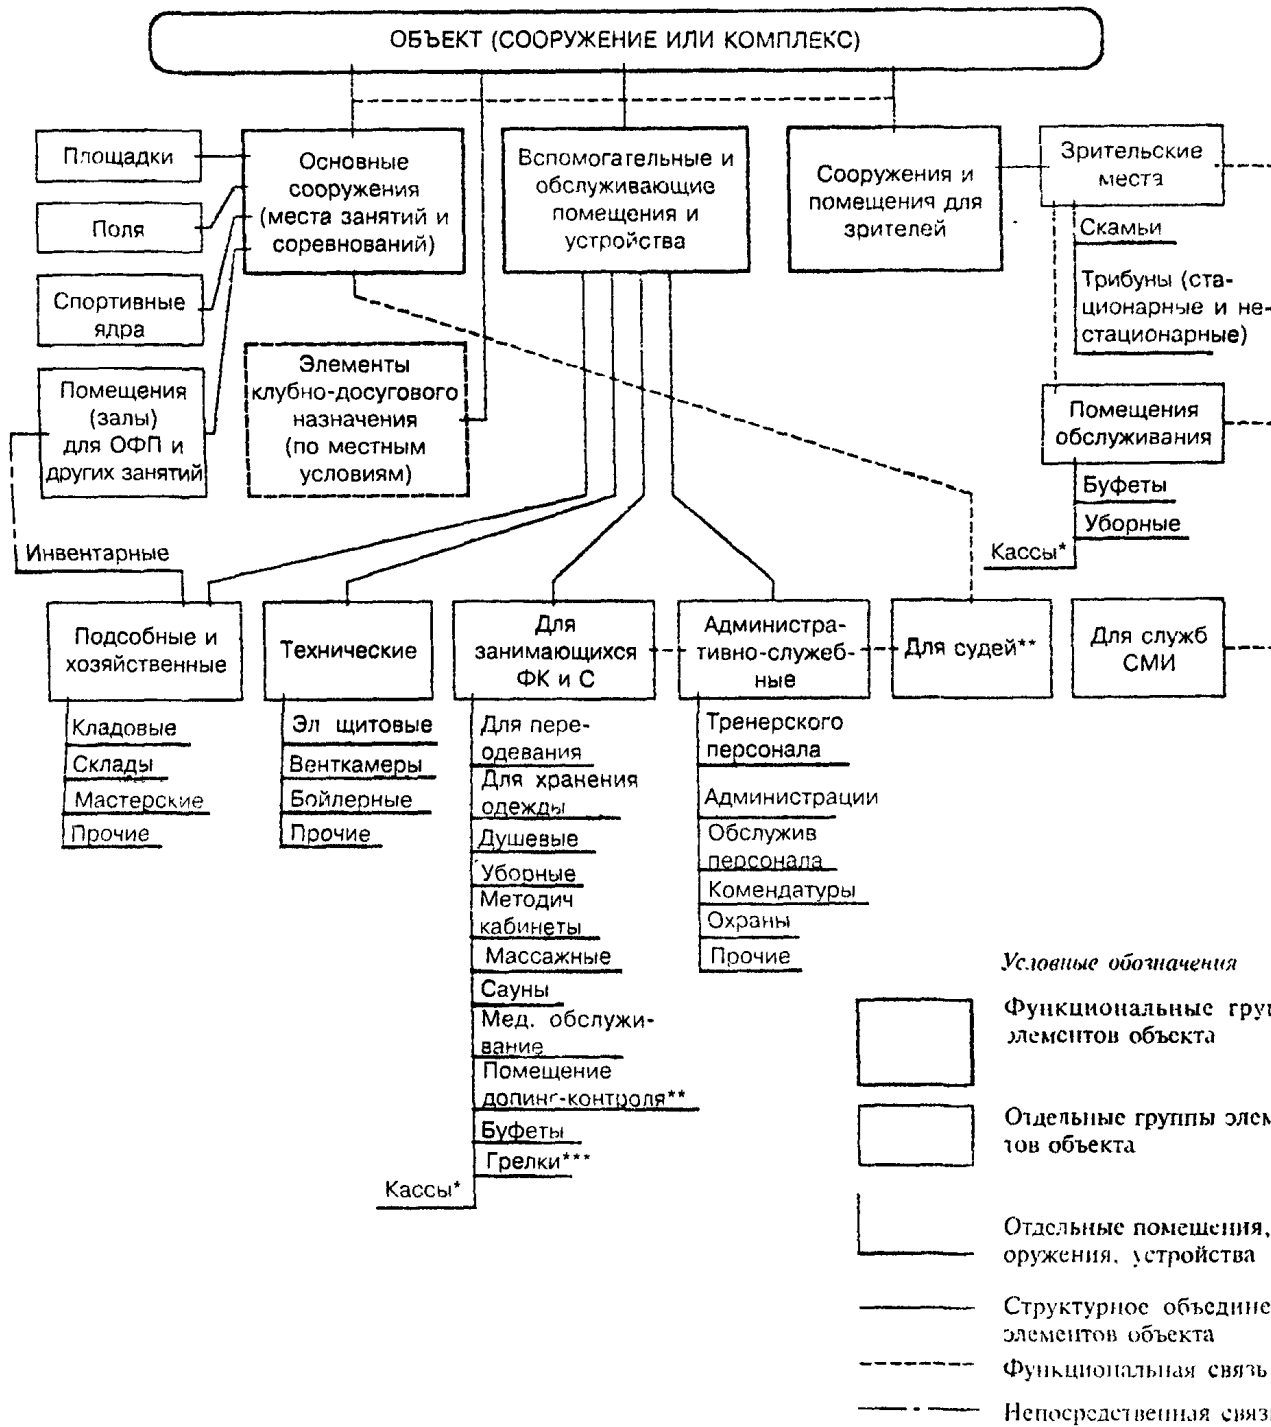 ОБЪЕКТ (СООРУЖЕНИЕ ИЛИ КОМПЛЕКС)
Площадки
Поля
Спортивные
ядра
Помещения
(залы)
для ОФП и
других занятий
Инвентарные
Основные
сооружения
(места занятий и
соревнований)
Элементы
клубно-досугового
назначения
(по местным
условиям)
Вспомогательные и
обслуживающие
помещения и
устройства
Сооружения и
помещения для
зрителей
Зрительские
места
Скамьи
Трибуны (ста-
ционарные и не-
стационарные)
Помещения
обслуживания
Буфеты
Уборные
Кассы*
Подсобные и
хозяйственные
Кладовые
Склады
Мастерские
Прочие
Технические
Эл щитовые
Венткамеры
Бойлерные
Прочие
Для
занимающихся
ФК и С
Для пере-
одевания
Для хранения
одежды
Душевые
Уборные
Методич
кабинеты
Массажные
Сауны
Мед. обслужи-
вание
Помещение
допинг-контроля**
Буфеты
Грелки***
Кассы*
Администра-
тивно-служеб-
ные
Тренерского
персонала
Администрации
Обслужив
персонала
Комендатуры
Охраны
Прочие
Для судей**
Для служб
СМИ
Условные обозначения
Функциональные
элементов объекта
Отдельные группы
тов объекта
Отдельные помещения,
оружения, устройства
Структурное
элементов объекта
Функциональная связь
Непосредственная